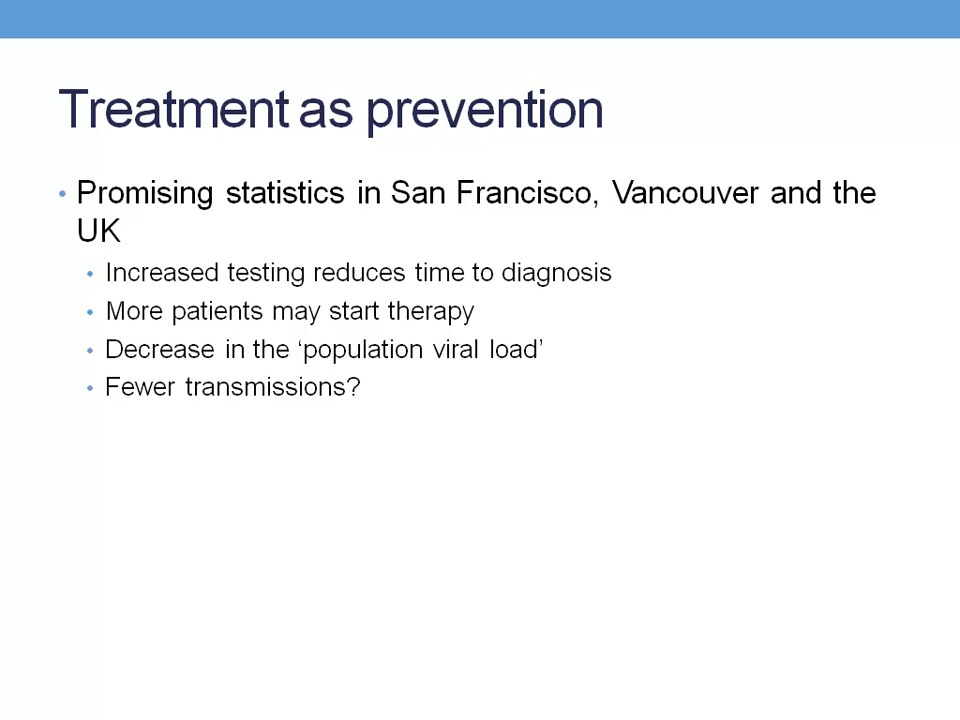 Treatment as prevention
• Promising statistics in San Francisco, Vancouver and the
UK
• Increased testing reduces time to diagnosis
• More patients may start therapy
• Decrease in the ‘population viral load’
• Fewer transmissions?